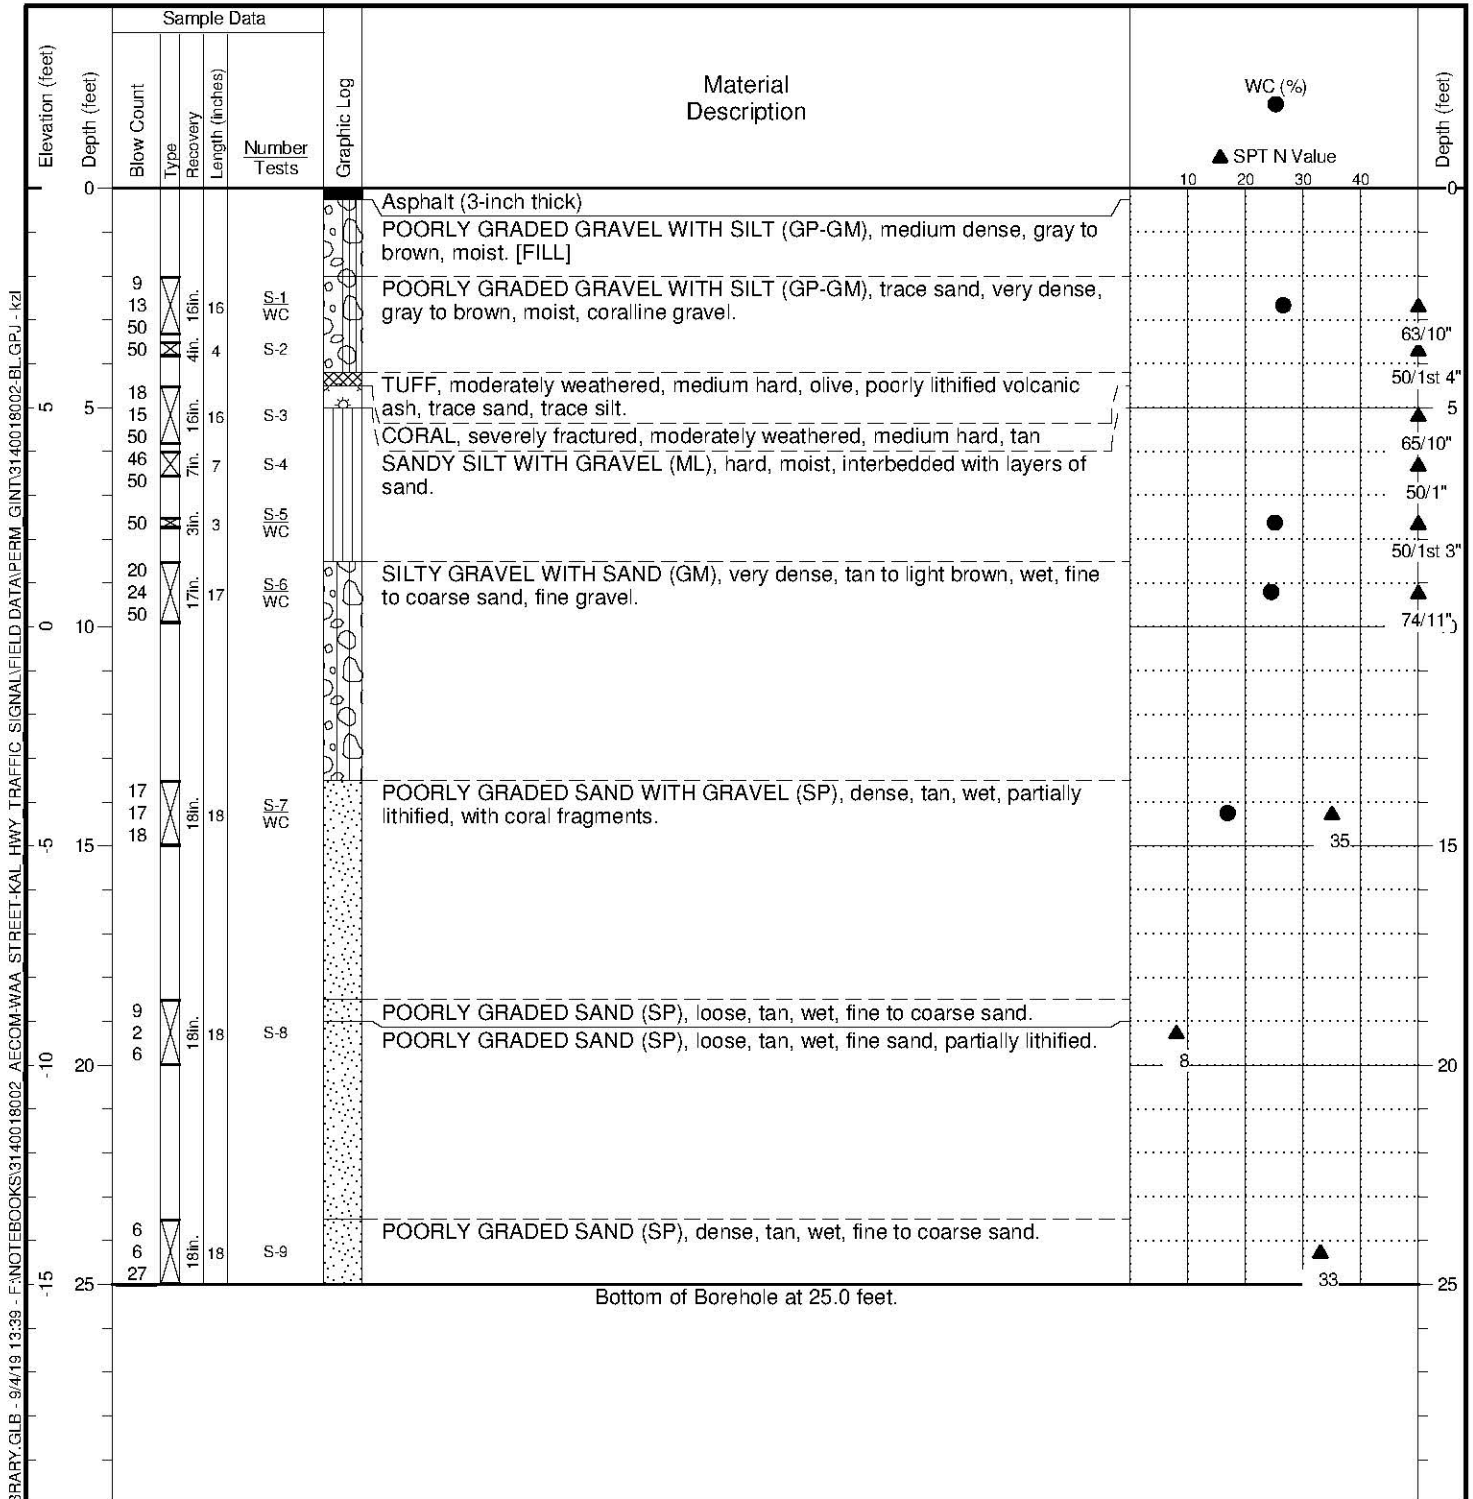 Sample Data
Elevation (feet)
Depth (feet)
Blow Count
Type
Recovery
Length (inches)
Number
Tests
Graphic Log
Material
Description
WC (%)
SPT N Value
Depth (feet)
10 20 30 40
0 0
Asphalt (3-inch thick)
POORLY GRADED GRAVEL WITH SILT (GP-GM), medium dense, gray to
brown, moist. [FILL]
9
13
50
16in.
16
S-1
WC
POORLY GRADED GRAVEL WITH SILT (GP-GM), trace sand, very dense,
gray to brown, moist, coralline gravel.
63/10"
50
4in.
4
S-2
50/1st 4"
TUFF, moderately weathered, medium hard, olive, poorly lithified volcanic
ash, trace sand, trace silt.
5 5 5
18
15
50
16in.
16
S-3
65/10"
CORAL, severely fractured, moderately weathered, medium hard, tan
SANDY SILT WITH GRAVEL (ML), hard, moist, interbedded with layers of
sand.
46
50
7in.
7
S-4
50/1"
50
3in.
3
S-5
WC
50/1st 3"
20
24
50
17in.
17
S-6
WC
SILTY GRAVEL WITH SAND (GM), very dense, tan to light brown, wet, fine
to coarse sand, fine gravel.
74/11"
0 10
17
17
18
18in.
18
S-7
WC
POORLY GRADED SAND WITH GRAVEL (SP), dense, tan, wet, partially
lithified, with coral fragments.
35
-5 15 15
9
2
6
18in.
18
S-8
POORLY GRADED SAND (SP), loose, tan, wet, fine to coarse sand.
POORLY GRADED SAND (SP), loose, tan, wet, fine sand, partially lithified.
8
-10 20 20
6
6
27
18in.
18
S-9
POORLY GRADED SAND (SP), dense, tan, wet, fine to coarse sand.
33
-15 25 25
Bottom of Borehole at 25.0 feet.
BRARY.GLB - 9/4/19 13:39 - F:\NOTEBOOKS\3140018002_AECOM-WAA_STREET-KAL_HWY_TRAFFIC_SIGNAL\FIELD DATA\PERM_GINT\3140018002-BL.GPJ - kzl